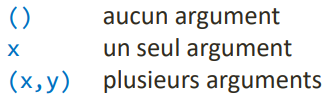 () aucun argument
x un seul argument
(x,y) plusieurs arguments